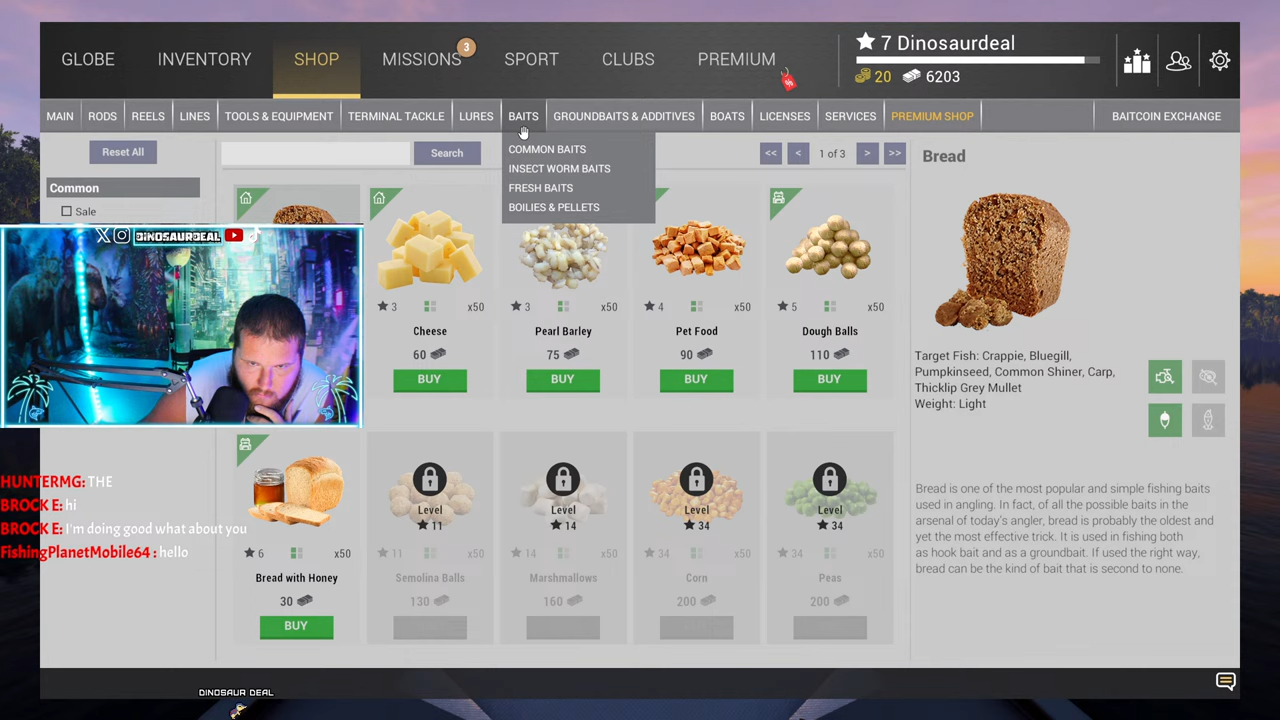 GLOBE
INVENTORY
SHOP
MISSIONS
3
SPORT
CLUBS
PREMIUM
7 Dinosaurdeal
20
6203
MAIN
RODS
REELS
LINES
TOOLS & EQUIPMENT
TERMINAL TACKLE
LURES
BAITS
GROUNDBAITS & ADDITIVES
BOATS
LICENSES
SERVICES
PREMIUM SHOP
BAITCOIN EXCHANGE
COMMON BAITS
INSECT WORM BAITS
FRESH BAITS
BOILIES & PELLETS
Reset All
Search
<<
<
1 of 3
>
>>
Common
Sale
DINOSAURDEAL
3
x50
Cheese
60
BUY
3
x50
Pearl Barley
75
BUY
4
x50
Pet Food
90
BUY
5
x50
Dough Balls
110
BUY
6
x50
Bread with Honey
30
BUY
Level
11
11
x50
Semolina Balls
130
Level
14
14
x50
Marshmallows
160
Level
34
34
x50
Corn
200
Level
34
34
x50
Peas
200
Bread
Target Fish: Crappie, Bluegill,
Pumpkinseed, Common Shiner, Carp,
Thicklip Grey Mullet
Weight: Light
Bread is one of the most popular and simple fishing baits
used in angling. In fact, of all the possible baits in the
arsenal of today's angler, bread is probably the oldest and
yet the most effective trick. It is used in fishing both
as hook bait and as a groundbait. If used the right way,
bread can be the kind of bait that is second to none.
HUNTERMG: THE
BROCK E: hi
BROCK E: I'm doing good what about you
FishingPlanetMobile64 : hello
DINOSAUR DEAL